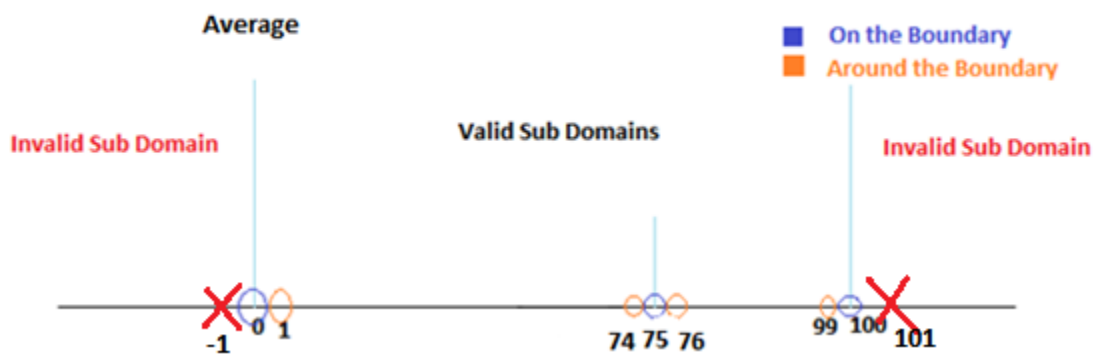 Average
On the Boundary
Around the Boundary
Invalid Sub Domain
Valid Sub Domains
Invalid Sub Domain
-1 0 1 74 75 76 99 100 101